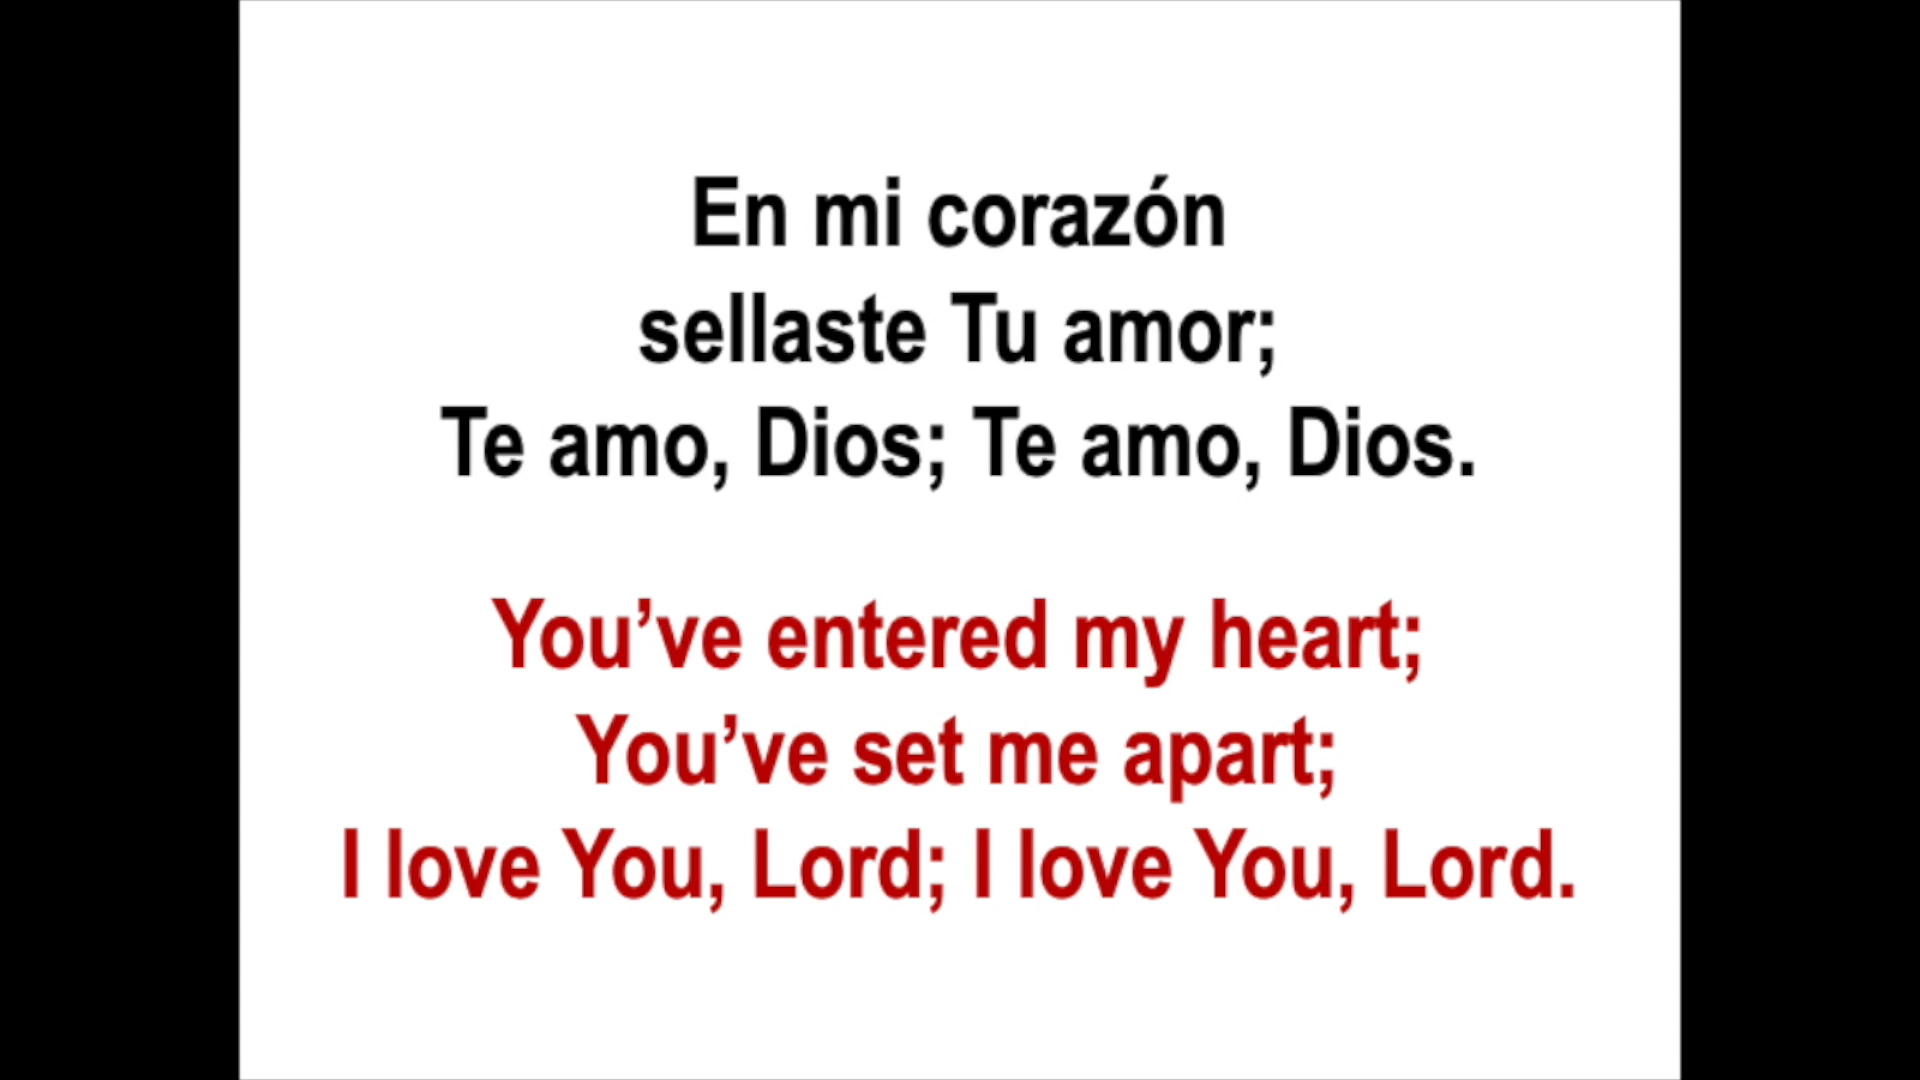 En mi corazón
sellaste Tu amor;
Te amo, Dios; Te amo, Dios.
You’ve entered my heart;
You’ve set me apart;
I love You, Lord; I love You, Lord.